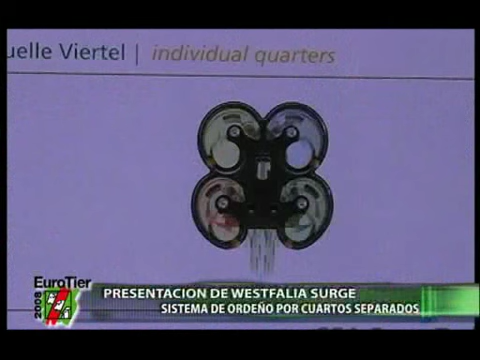 uelle Viertel | individual quarters
EuroTier
2008
PRESENTACION DE WESTFALIA SURGE
SISTEMA DE ORDEÑO POR CUARTOS SEPARADOS